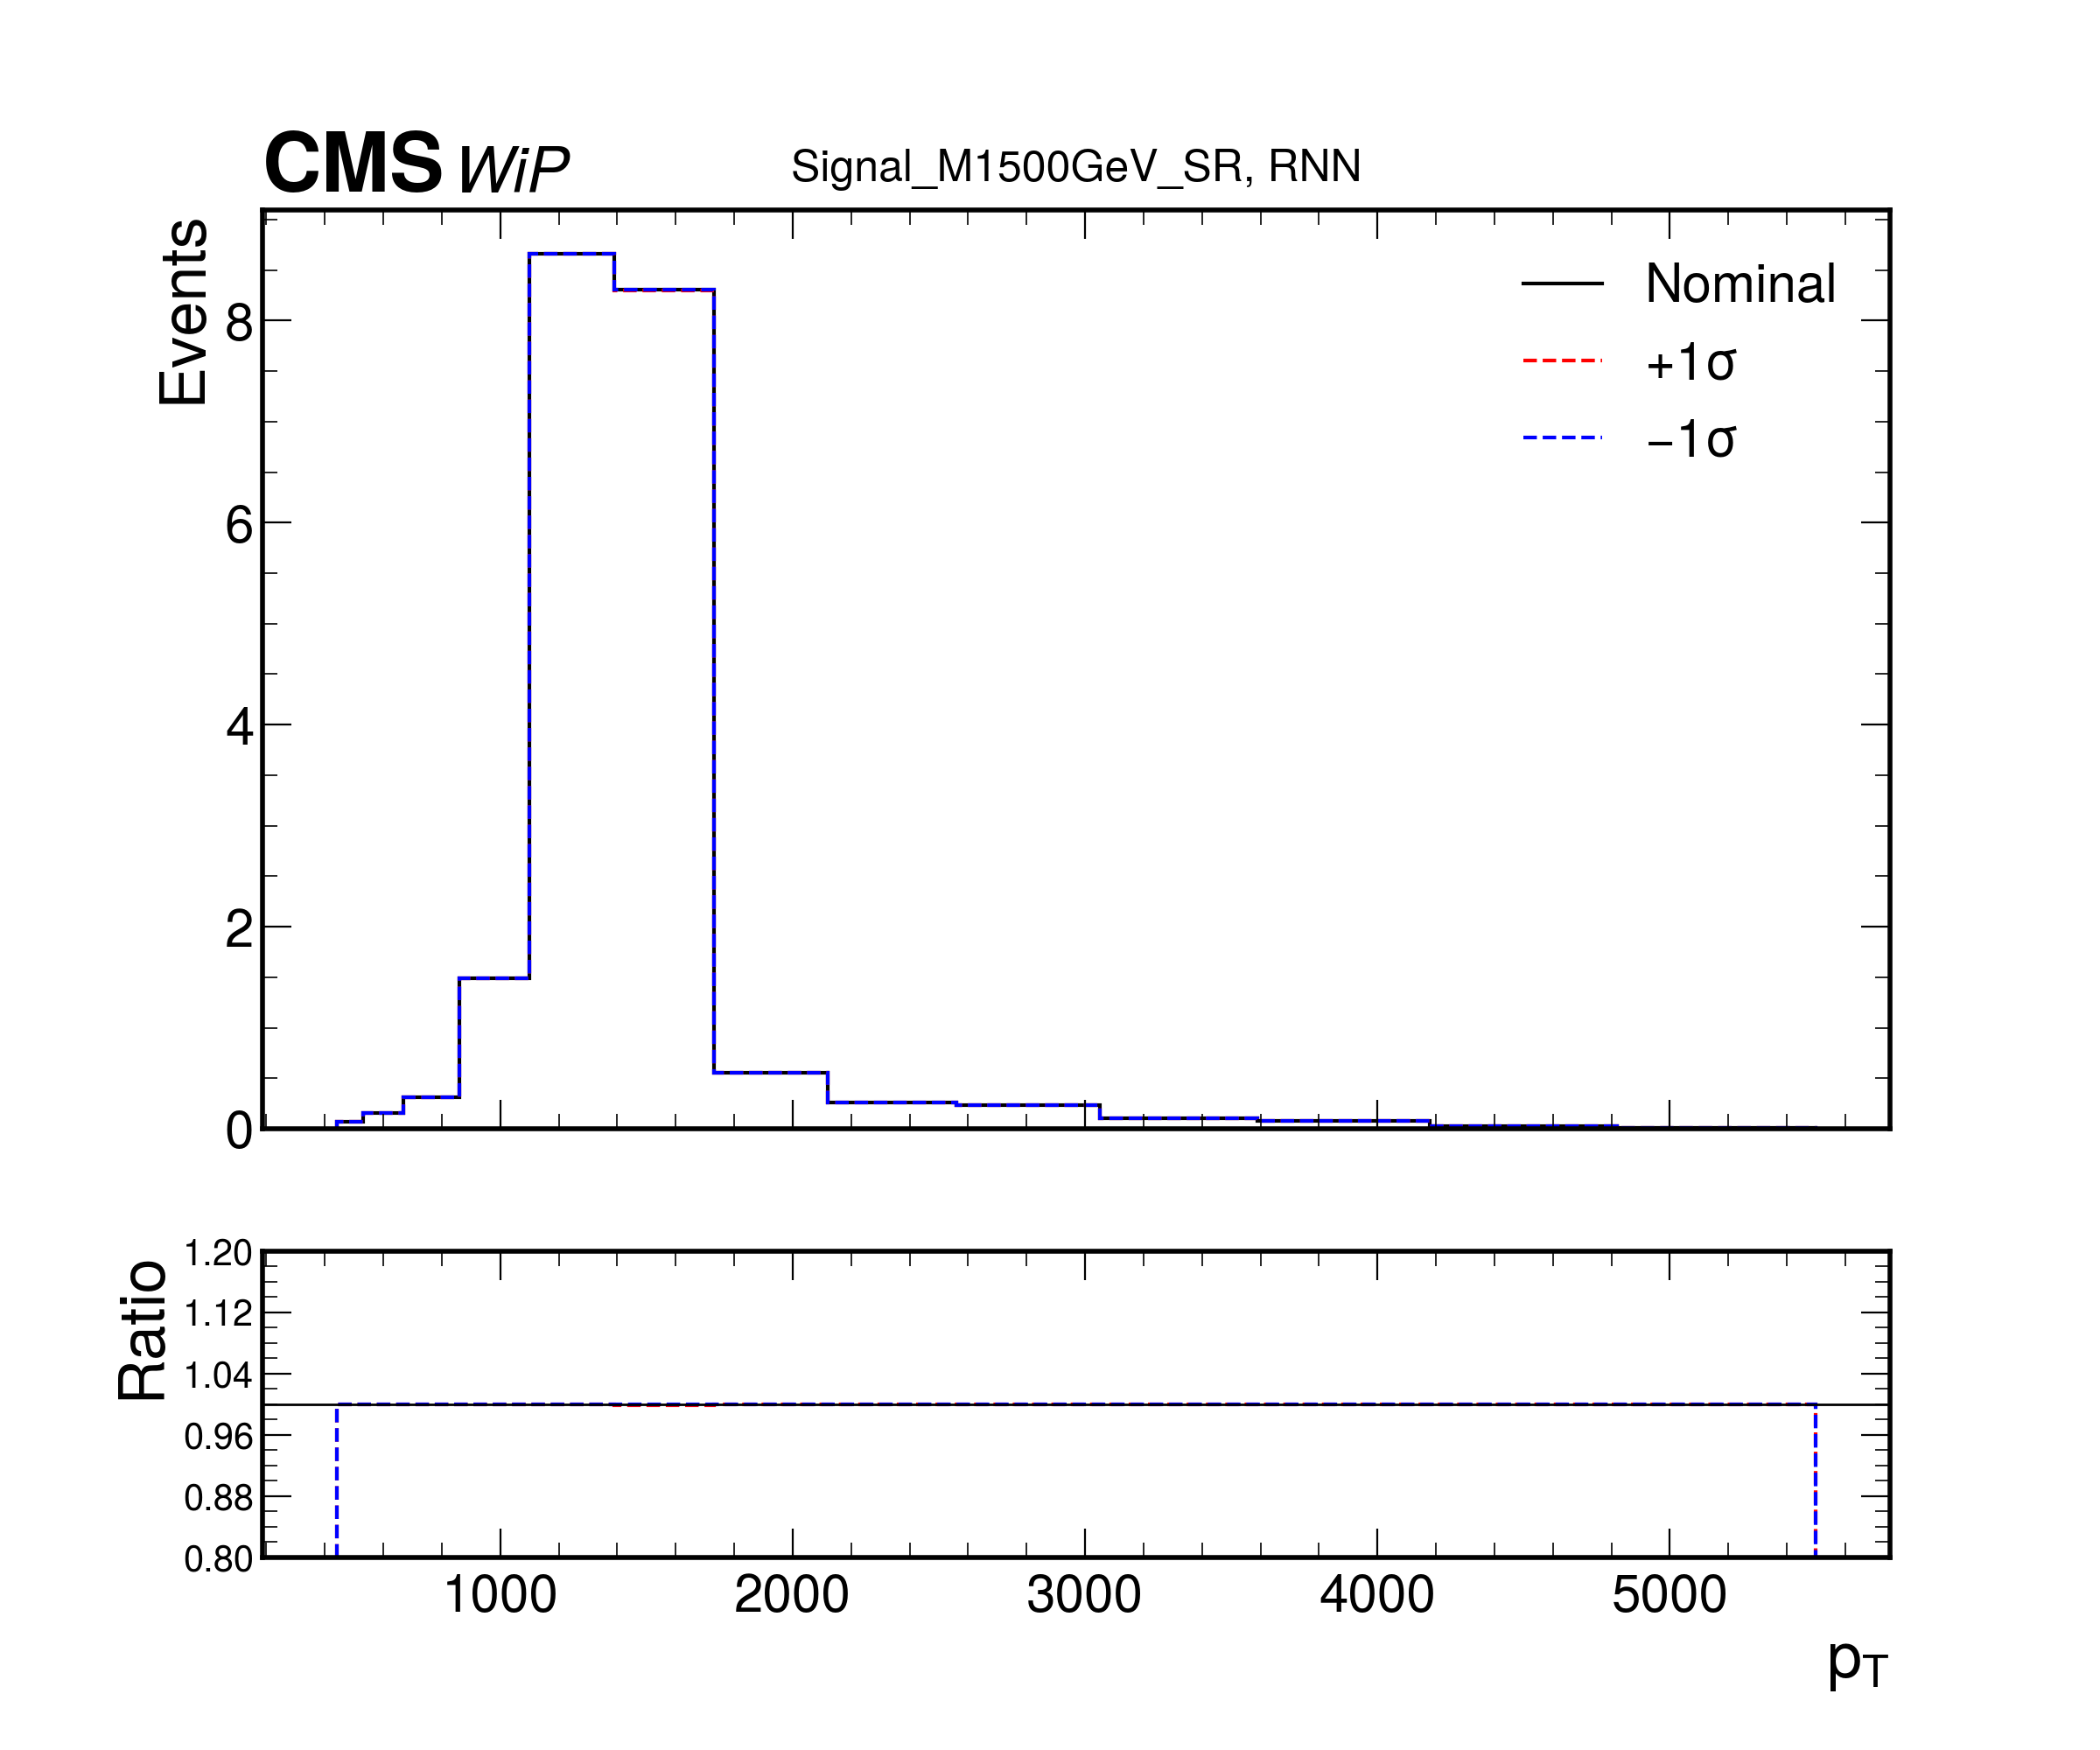 CMS WiP
Signal_M1500GeV_SR, RNN
Events
8
6
4
2
0
Nominal
+1σ
−1σ
Ratio
1.20
1.12
1.04
0.96
0.88
0.80
1000 2000 3000 4000 5000
pT